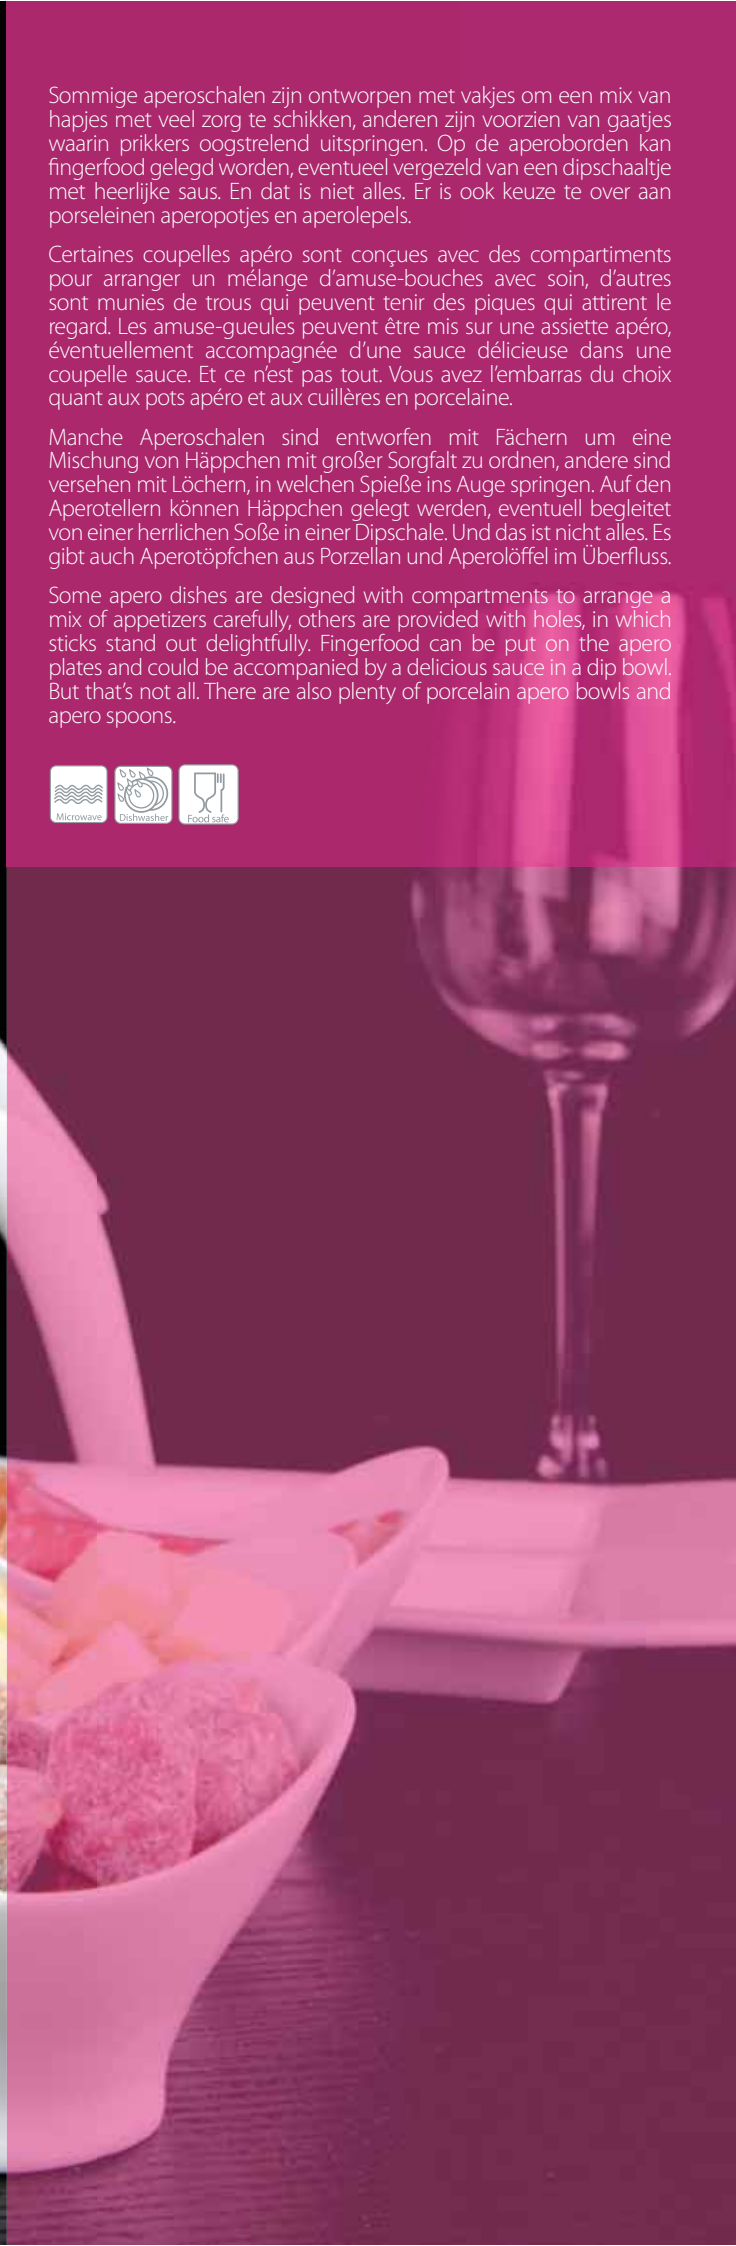 Sommige aperoschalen zijn ontworpen met vakjes om een mix van
hapjes met veel zorg te schikken, anderen zijn voorzien van gaatjes
waarin prikkers oogstrelend uitspringen. Op de aperoborden kan
fingerfood gelegd worden, eventueel vergezeld van een dipschaaltje
met heerlijke saus. En dat is niet alles. Er is ook keuze te over aan
porseleinen aperopotjes en aperolepels.
Certaines coupelles apéro sont conçues avec des compartiments
pour arranger un mélange d’amuse-bouches avec soin, d’autres
sont munies de trous qui peuvent tenir des piques qui attirent le
regard. Les amuse-gueules peuvent être mis sur une assiette apéro,
éventuellement accompagnée d’une sauce délicieuse dans une
coupelle sauce. Et ce n’est pas tout. Vous avez l’embarras du choix
quant aux pots apéro et aux cuillères en porcelaine.
Manche Aperoschalen sind entworfen mit Fächern um eine
Mischung von Häppchen mit großer Sorgfalt zu ordnen, andere sind
versehen mit Löchern, in welchen Spieße ins Auge springen. Auf den
Aperotellern können Häppchen gelegt werden, eventuell begleitet
von einer herrlichen Soße in einer Dipschale. Und das ist nicht alles. Es
gibt auch Aperotöpfchen aus Porzellan und Aperolöffel im Überfluss.
Some apero dishes are designed with compartments to arrange a
mix of appetizers carefully, others are provided with holes, in which
sticks stand out delightfully. Fingerfood can be put on the apero
plates and could be accompanied by a delicious sauce in a dip bowl.
But that’s not all. There are also plenty of porcelain apero bowls and
apero spoons.
Microwave Dishwasher Food safe